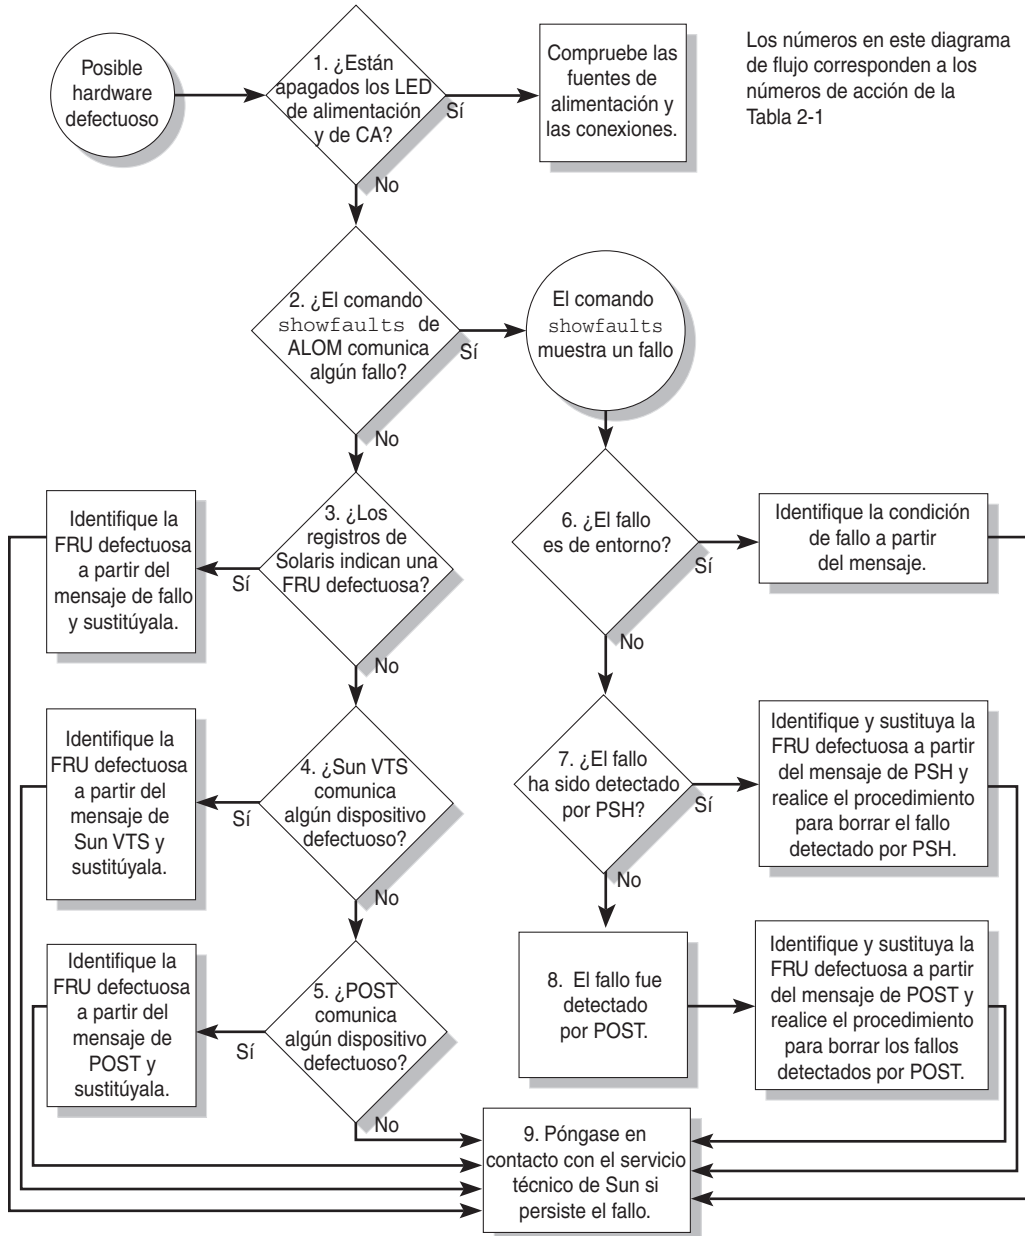 Posible
hardware
defectuoso
1. ¿Están
apagados los LED
de alimentación
y de CA?
Sí
Compruebe las
fuentes de
alimentación y
las conexiones.
Los números en este diagrama
de flujo corresponden a los
números de acción de la
Tabla 2-1
No
2. ¿El comando
showfaults de
ALOM comunica
algún fallo?
Sí
El comando
showfaults
muestra un fallo
No
3. ¿Los
registros de
Solaris indican una
FRU defectuosa?
Sí
Identifique la
FRU defectuosa
a partir del
mensaje de fallo
y sustitúyala.
6. ¿El fallo
es de entorno?
Sí
Identifique la condición
de fallo a partir
del mensaje.
No
No
4. ¿Sun VTS
comunica
algún dispositivo
defectuoso?
Sí
Identifique la
FRU defectuosa
a partir del
mensaje de
Sun VTS y
sustitúyala.
7. ¿El fallo
ha sido detectado
por PSH?
Sí
Identifique y sustituya la
FRU defectuosa a partir
del mensaje de PSH y
realice el procedimiento
para borrar el fallo
detectado por PSH.
No
No
5. ¿POST
comunica
algún dispositivo
defectuoso?
Sí
Identifique la
FRU defectuosa
a partir del
mensaje de
POST y
sustitúyala.
8. El fallo fue
detectado
por POST.
Identifique y sustituya la
FRU defectuosa a partir
del mensaje de POST y
realice el procedimiento
para borrar los fallos
detectados por POST.
No
9. Póngase en
contacto con el servicio
técnico de Sun si
persiste el fallo.